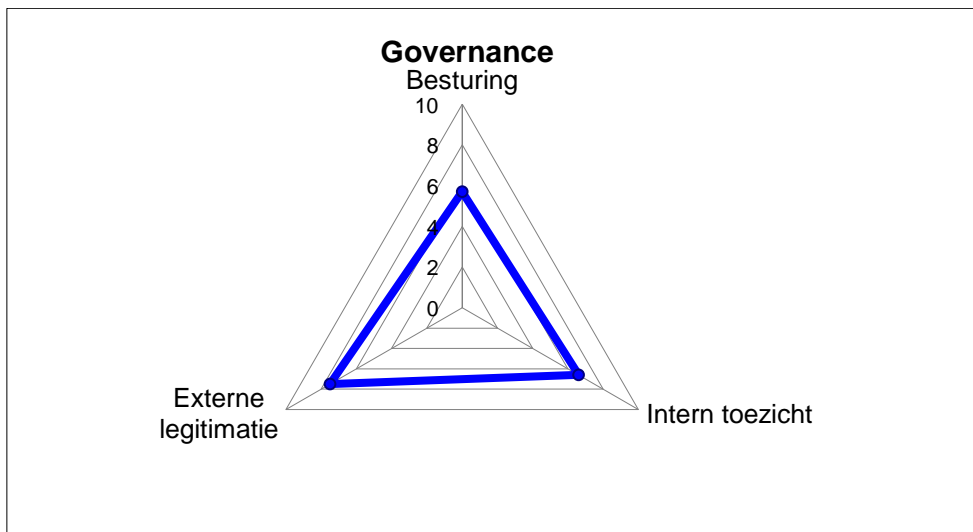 Governance
Besturing
10
8
6
4
2
0
Externe
legitimatie
Intern toezicht